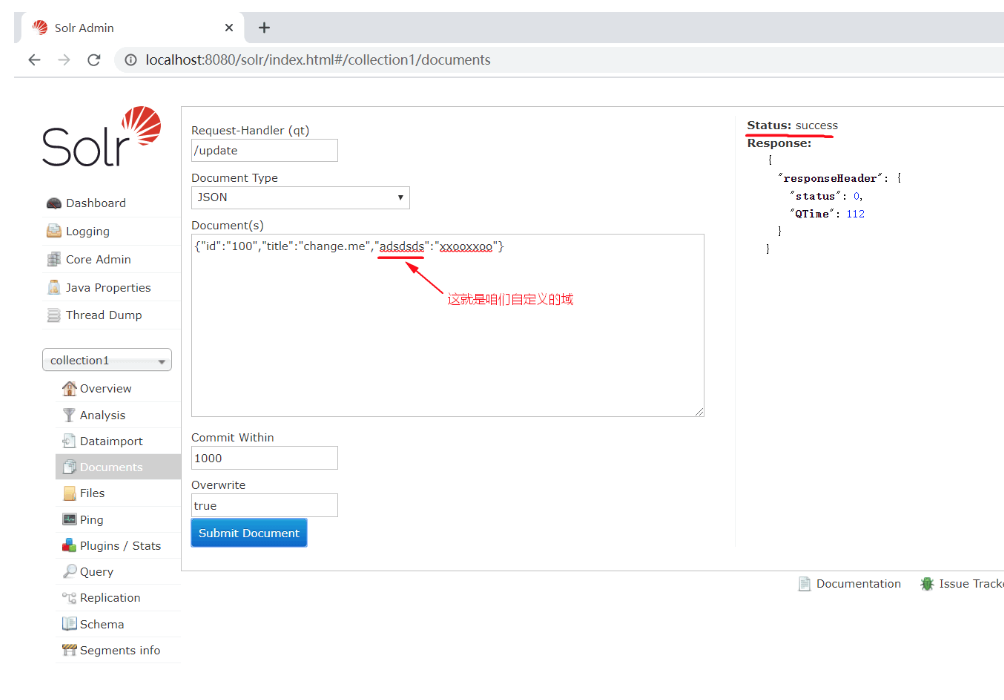 Solr Admin
localhost:8080/solr/index.html#/collection1/documents
Solr
Dashboard
Logging
Core Admin
Java Properties
Thread Dump
collection1
Overview
Analysis
Dataimport
Documents
Files
Ping
Plugins / Stats
Query
Replication
Schema
Segments info
Request-Handler (qt)
/update
Document Type
JSON
Document(s)
{"id":"100","title":"change.me","adsdsds":"xxooxxoo"}
这就是咱们自定义的域
Commit Within
1000
Overwrite
true
Submit Document
Status: success
Response:
{
"responseHeader": {
"status": 0,
"QTime": 112
}
}
Documentation
Issue Tracke